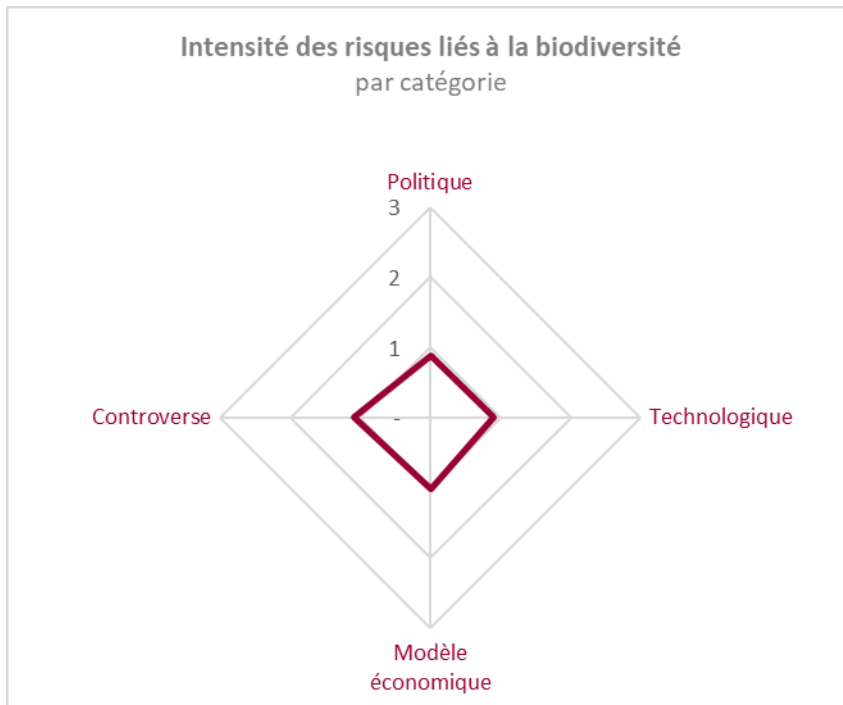 Intensité des risques liés à la biodiversité
par catégorie
Politique
3
2
1
Controverse
-
Technologique
Modèle
économique